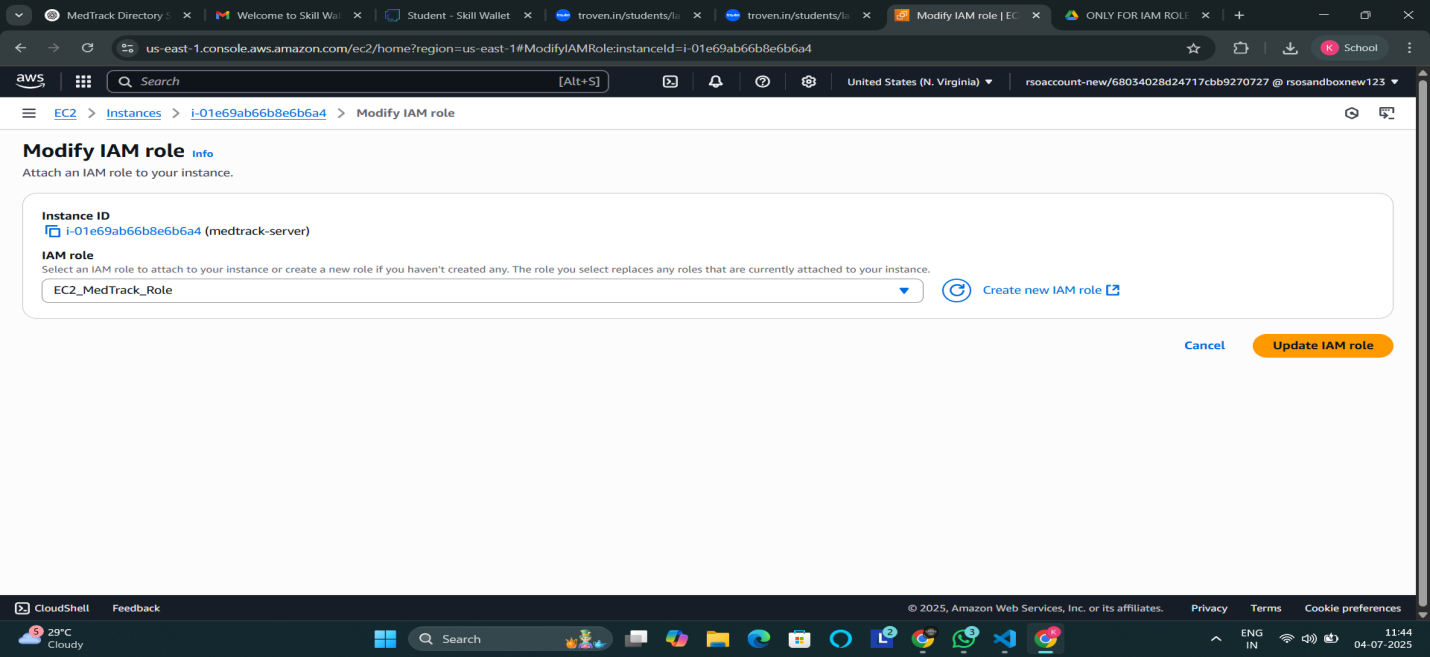 MedTrack Directory S
Welcome to Skill Wal
Student - Skill Wallet
troven.in/students/la
troven.in/students/la
Modify IAM role | EC
ONLY FOR IAM ROLE
us-east-1.console.aws.amazon.com/ec2/home?region=us-east-1#ModifyIAMRole:instanceId=i-01e69ab66b8e6b6a4
K School
aws
Search [Alt+S]
United States (N. Virginia)
rsoaccount-new/68034028d24717cbb9270727 @ rsosandboxnew123
EC2 > Instances > i-01e69ab66b8e6b6a4 > Modify IAM role
Modify IAM role Info
Attach an IAM role to your instance.
Instance ID
i-01e69ab66b8e6b6a4 (medtrack-server)
IAM role
Select an IAM role to attach to your instance or create a new role if you haven't created any. The role you select replaces any roles that are currently attached to your instance.
EC2_MedTrack_Role
Create new IAM role
Cancel
Update IAM role
CloudShell Feedback
© 2025, Amazon Web Services, Inc. or its affiliates. Privacy Terms Cookie preferences
5
29°C
Cloudy
Search
L 2
3
K
ENG
IN
11:44
04-07-2025